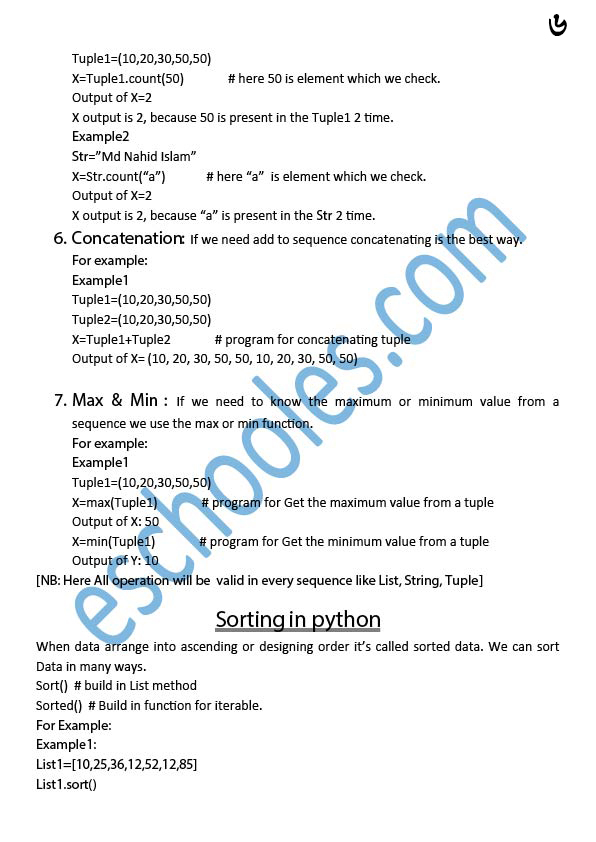 Tuple1=(10,20,30,50,50)
X=Tuple1.count(50) # here 50 is element which we check.
Output of X=2
X output is 2, because 50 is present in the Tuple1 2 time.
Example2
Str=”Md Nahid Islam”
X=Str.count(“a”) # here “a” is element which we check.
Output of X=2
X output is 2, because “a” is present in the Str 2 time.
6. Concatenation: If we need add to sequence concatenating is the best way.
For example:
Example1
Tuple1=(10,20,30,50,50)
Tuple2=(10,20,30,50,50)
X=Tuple1+Tuple2 # program for concatenating tuple
Output of X= (10, 20, 30, 50, 50, 10, 20, 30, 50, 50)
7. Max & Min : If we need to know the maximum or minimum value from a
sequence we use the max or min function.
For example:
Example1
Tuple1=(10,20,30,50,50)
X=max(Tuple1) # program for Get the maximum value from a tuple
Output of X: 50
X=min(Tuple1) # program for Get the minimum value from a tuple
Output of Y: 10
[NB: Here All operation will be valid in every sequence like List, String, Tuple]
Sorting in python
When data arrange into ascending or designing order it’s called sorted data. We can sort
Data in many ways.
Sort() # build in List method
Sorted() # Build in function for iterable.
For Example:
Example1:
List1=[10,25,36,12,52,12,85]
List1.sort()
eschooles.com